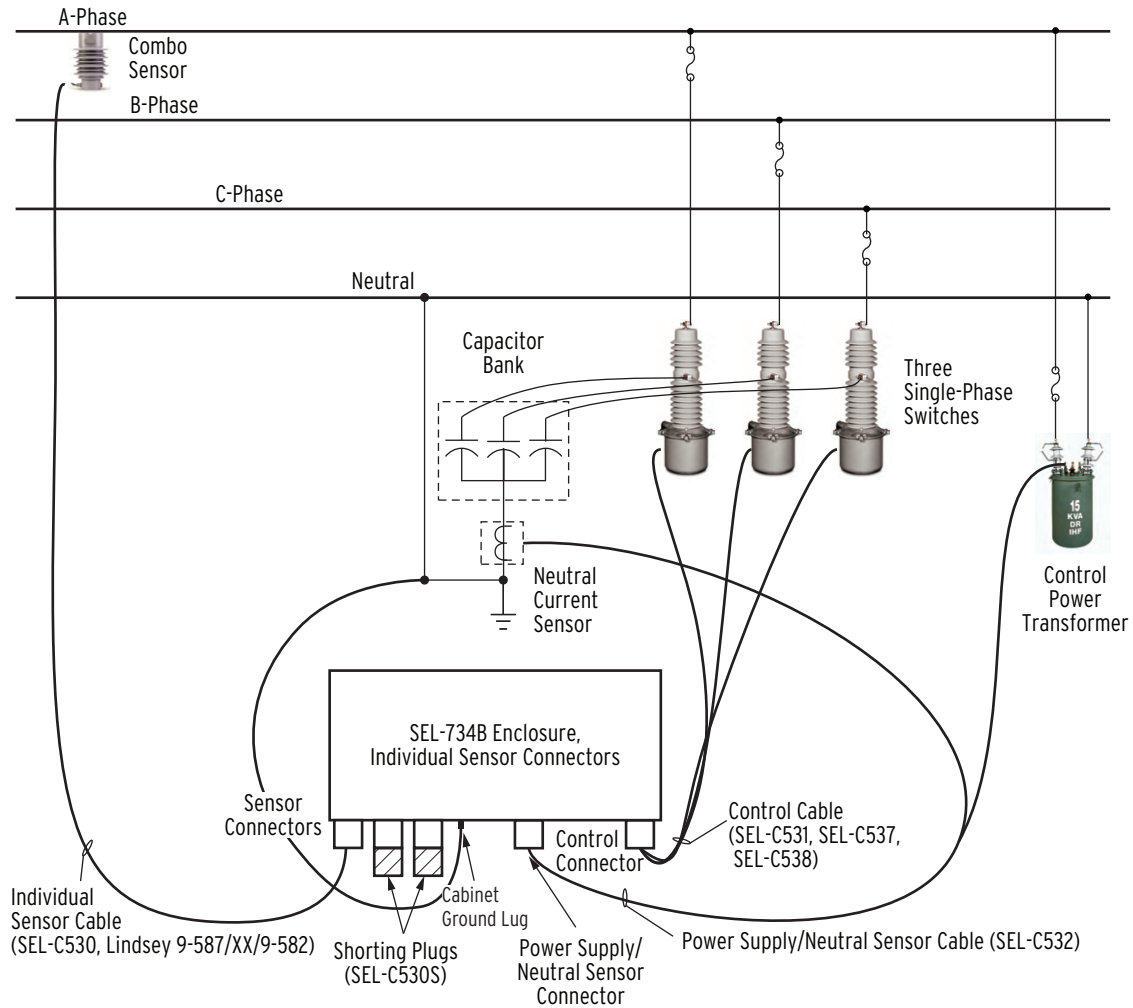 A-Phase
Combo
Sensor
B-Phase
C-Phase
Neutral
Capacitor
Bank
Three
Single-Phase
Switches
15
KVA
DR
IHF
Neutral
Current
Sensor
Control
Power
Transformer
SEL-734B Enclosure,
Individual Sensor Connectors
Sensor
Connectors
Control
Connector
Control Cable
(SEL-C531, SEL-C537,
SEL-C538)
Individual
Sensor Cable
(SEL-C530, Lindsey 9-587/XX/9-582)
Cabinet
Ground Lug
Shorting Plugs
(SEL-C530S)
Power Supply/
Neutral Sensor
Connector
Power Supply/Neutral Sensor Cable (SEL-C532)